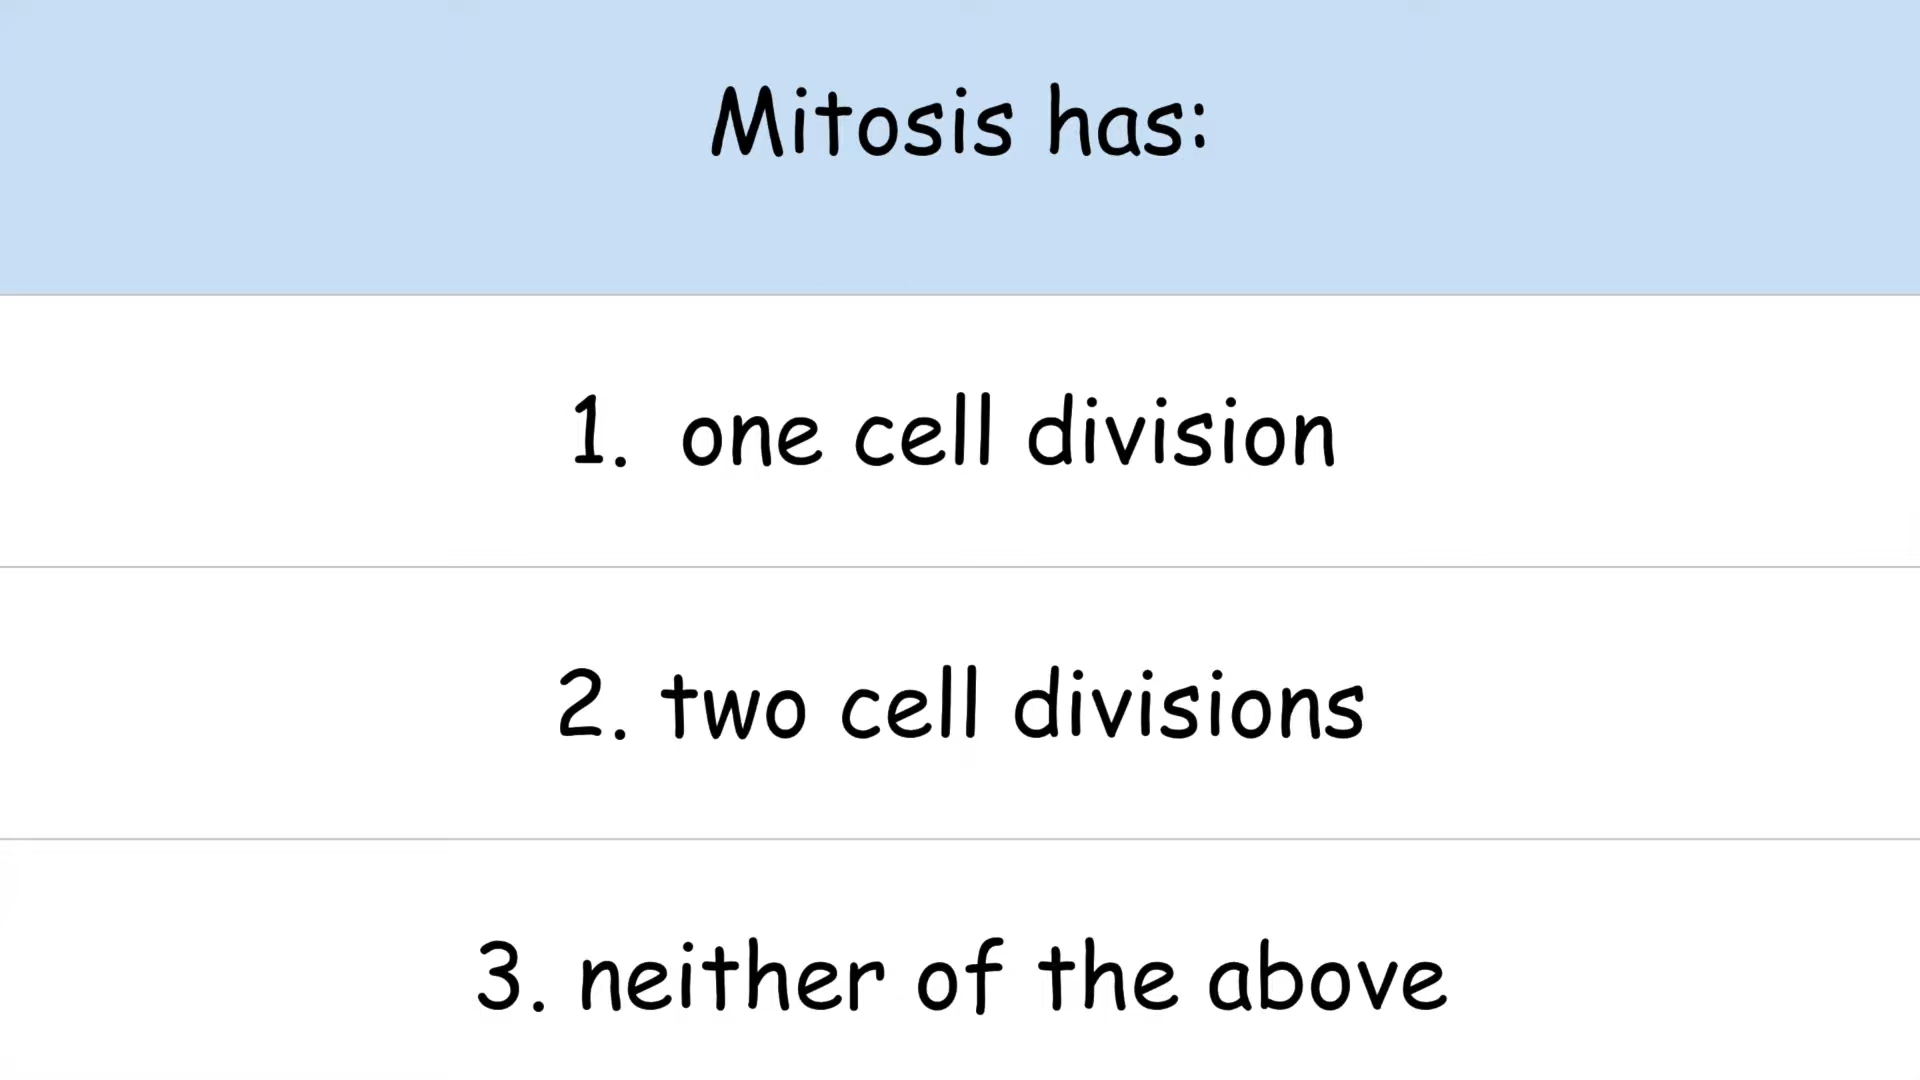 Mitosis has:
1. one cell division
2. two cell divisions
3. neither of the above